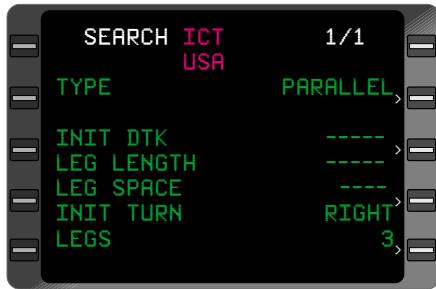 SEARCH ICT 1/1
USA
TYPE PARALLEL>
INIT DTK ----->
LEG LENGTH -----
LEG SPACE ---->
INIT TURN RIGHT
LEGS 3>